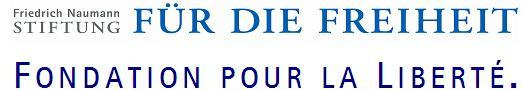 Friedrich Naumann
STIFTUNG FÜR DIE FREIHEIT
FONDATION POUR LA LIBERTÉ.